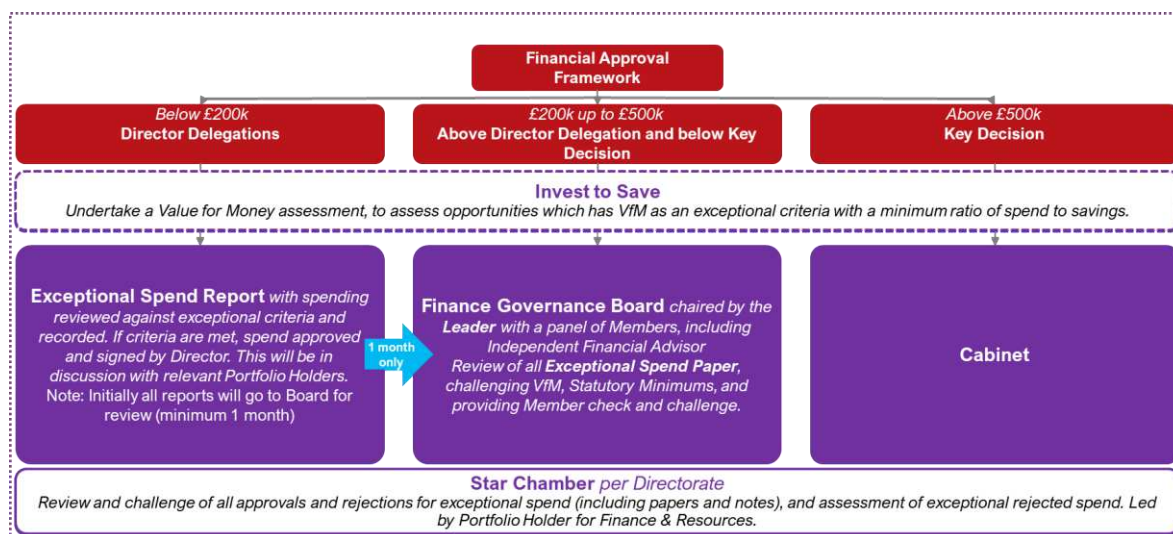 Financial Approval
Framework
Below £200k
Director Delegations
£200k up to £500k
Above Director Delegation and below Key
Decision
Above £500k
Key Decision
Invest to Save
Undertake a Value for Money assessment, to assess opportunities which has VfM as an exceptional criteria with a minimum ratio of spend to savings.
Exceptional Spend Report with spending
reviewed against exceptional criteria and
recorded. If criteria are met, spend approved
and signed by Director. This will be in
discussion with relevant Portfolio Holders.
Note: Initially all reports will go to Board for
review (minimum 1 month)
1 month
only
Finance Governance Board chaired by the
Leader with a panel of Members, including
Independent Financial Advisor
Review of all Exceptional Spend Paper,
challenging VfM, Statutory Minimums, and
providing Member check and challenge.
Cabinet
Star Chamber per Directorate
Review and challenge of all approvals and rejections for exceptional spend (including papers and notes), and assessment of exceptional rejected spend. Led
by Portfolio Holder for Finance & Resources.